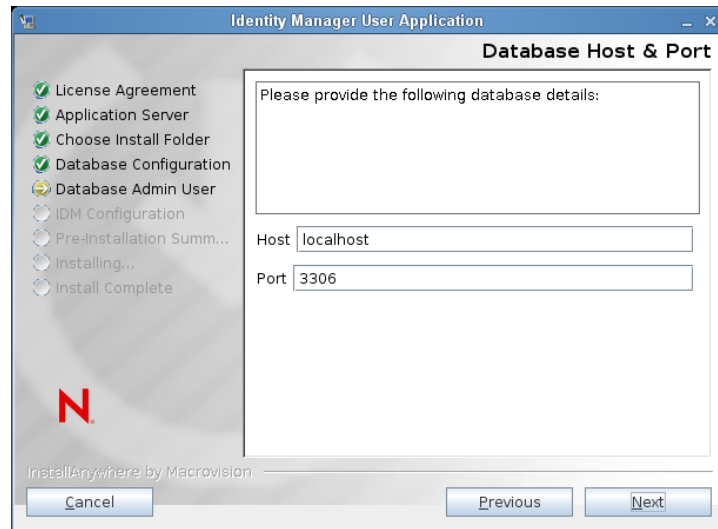 Identity Manager User Application
Database Host & Port
License Agreement
Application Server
Choose Install Folder
Database Configuration
Database Admin User
IDM Configuration
Pre-Installation Summ...
Installing...
Install Complete
Please provide the following database details:
Host localhost
Port 3306
N.
InstallAnywhere by Macrovision
Cancel
Previous
Next